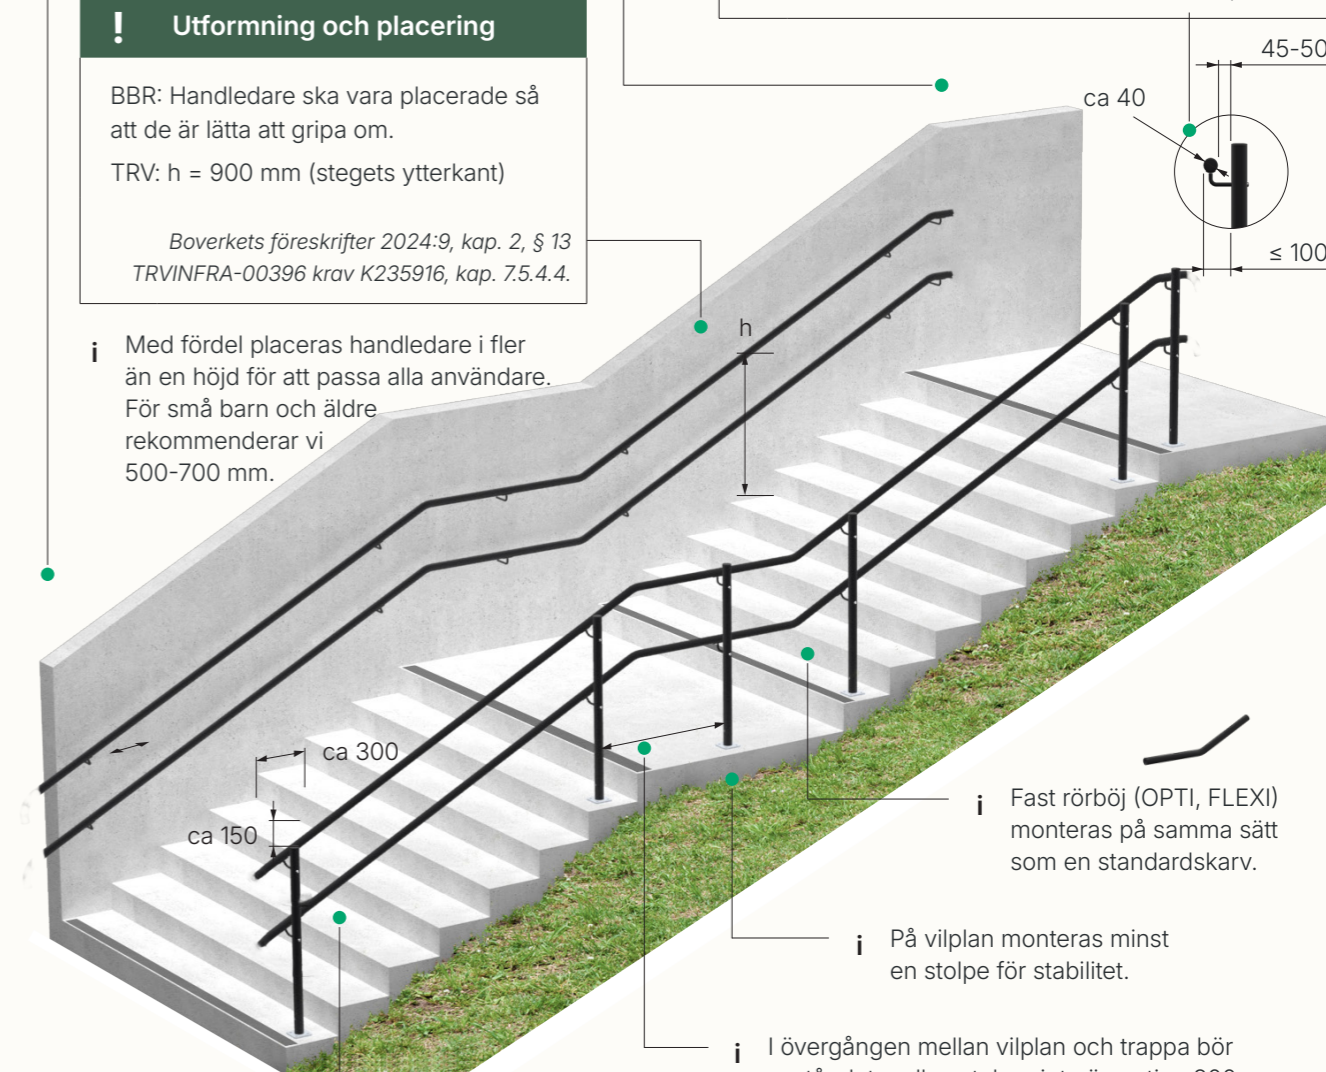 ! Utformning och placering
BBR: Handledare ska vara placerade så
att de är lätta att gripa om.
TRV: h = 900 mm (stegets ytterkant)
Boverkets föreskrifter 2024:9, kap. 2, § 13
TRVINFRA-00396 krav K235916, kap. 7.5.4.4.
i Med fördel placeras handledare i fler
än en höjd för att passa alla användare.
För små barn och äldre
rekommenderar vi
500-700 mm.
45-50
ca 40
≤ 100
h
ca 300
ca 150
i Fast rörböj (OPTI, FLEXI)
monteras på samma sätt
som en standardskarv.
i På vilplan monteras minst
en stolpe för stabilitet.
i I övergången mellan vilplan och trappa bör